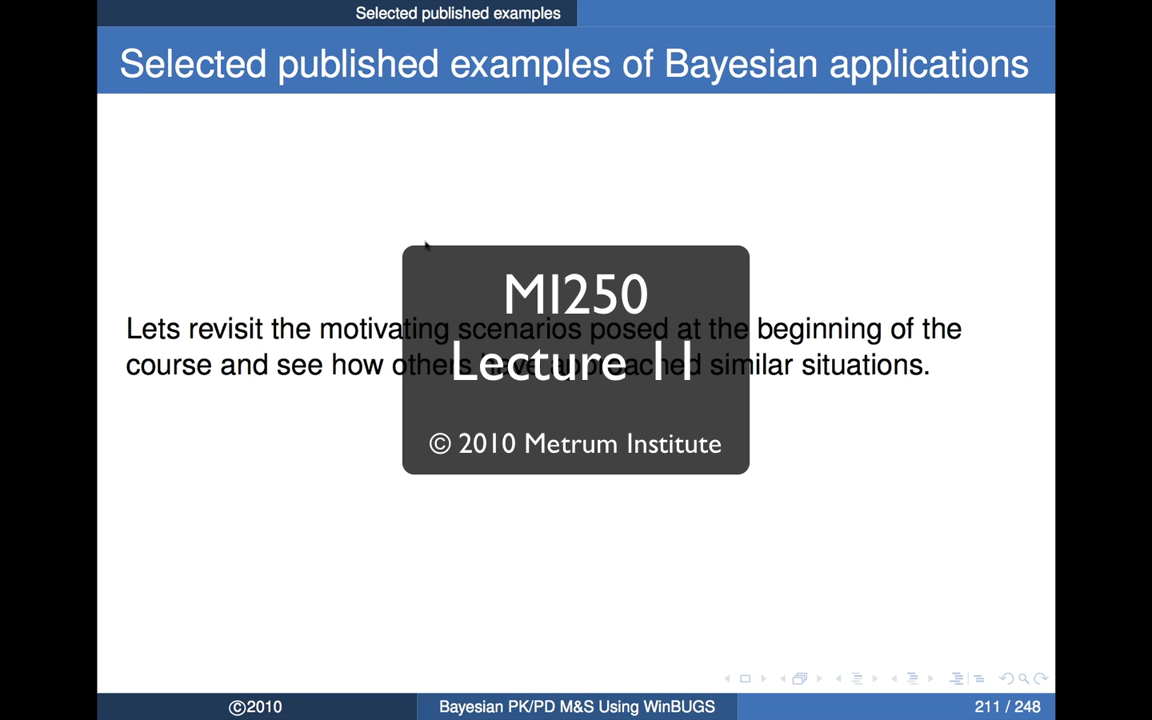 Selected published examples
Selected published examples of Bayesian applications
MI250
Lets revisit the motivating scenarios posed at the beginning of the
Lecture 11
course and see how others have approached similar situations.
© 2010 Metrum Institute
©2010
Bayesian PK/PD M&S Using WinBUGS
211 / 248